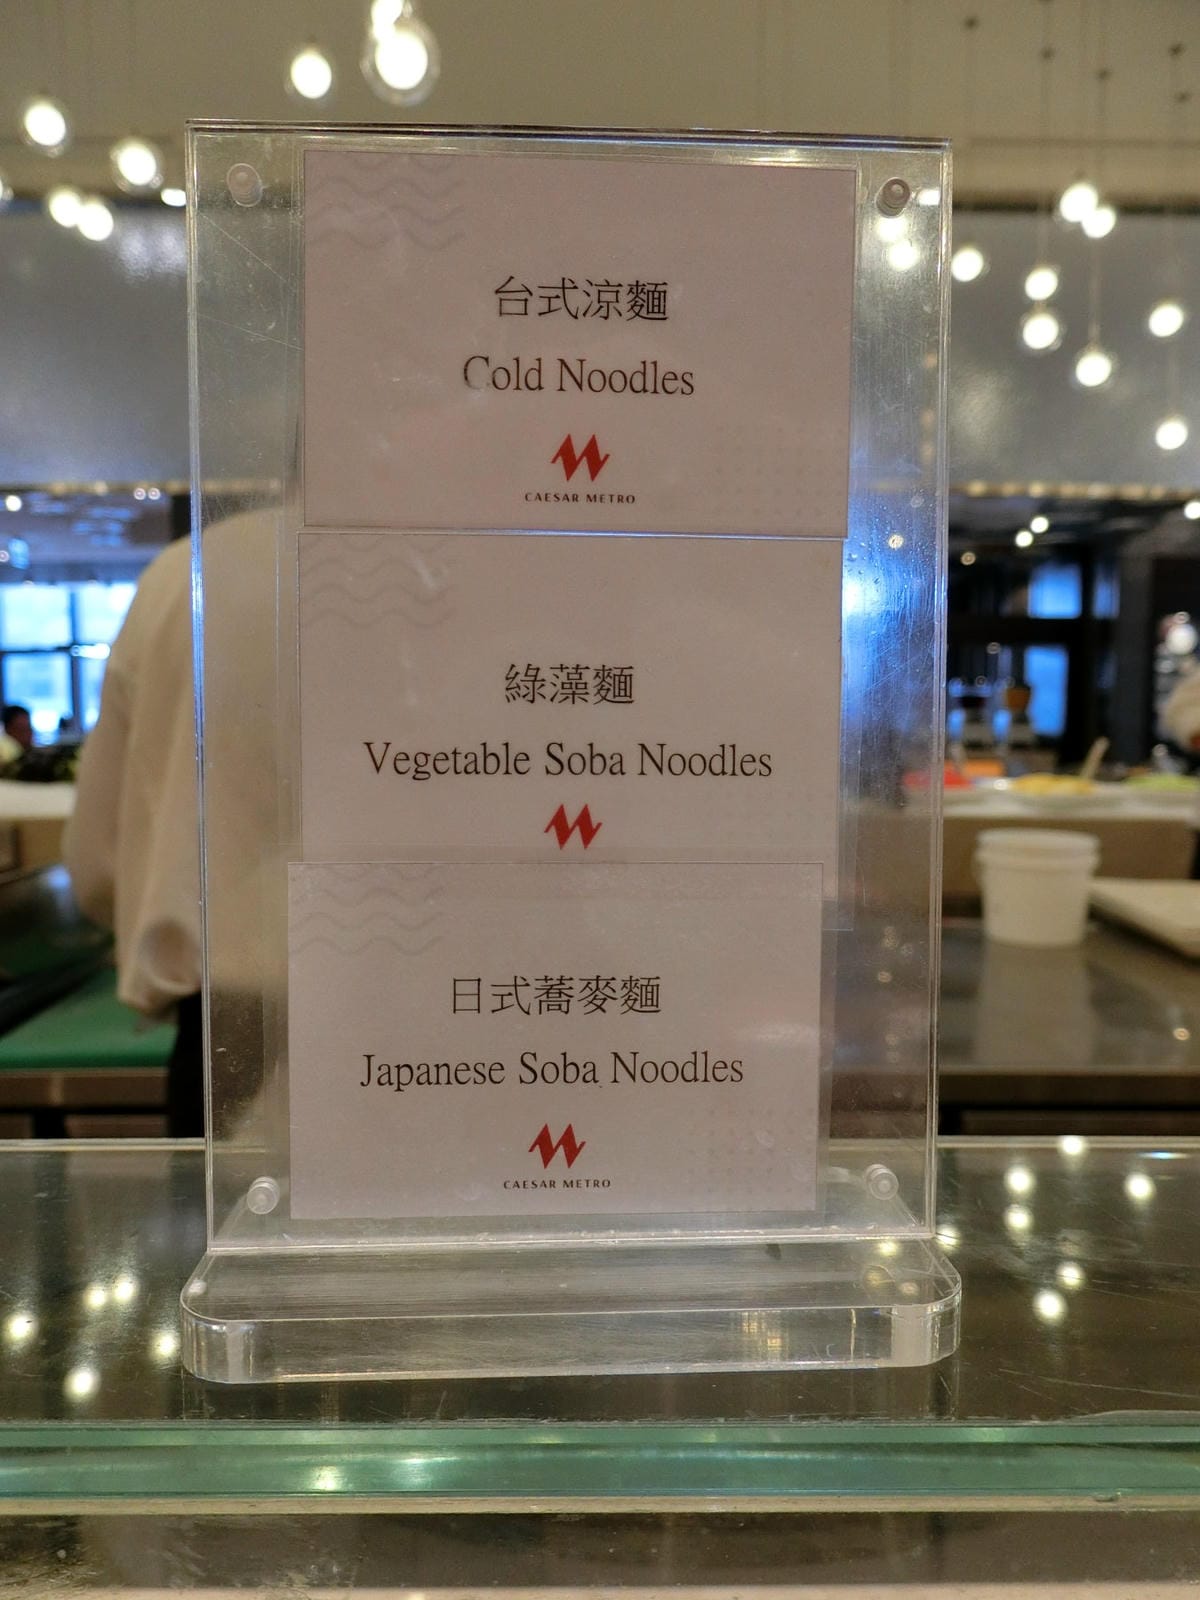 台式涼麵
Cold Noodles
CAESAR METRO
綠藻麵
Vegetable Soba Noodles
日式蕎麥麵
Japanese Soba Noodles
CAESAR METRO